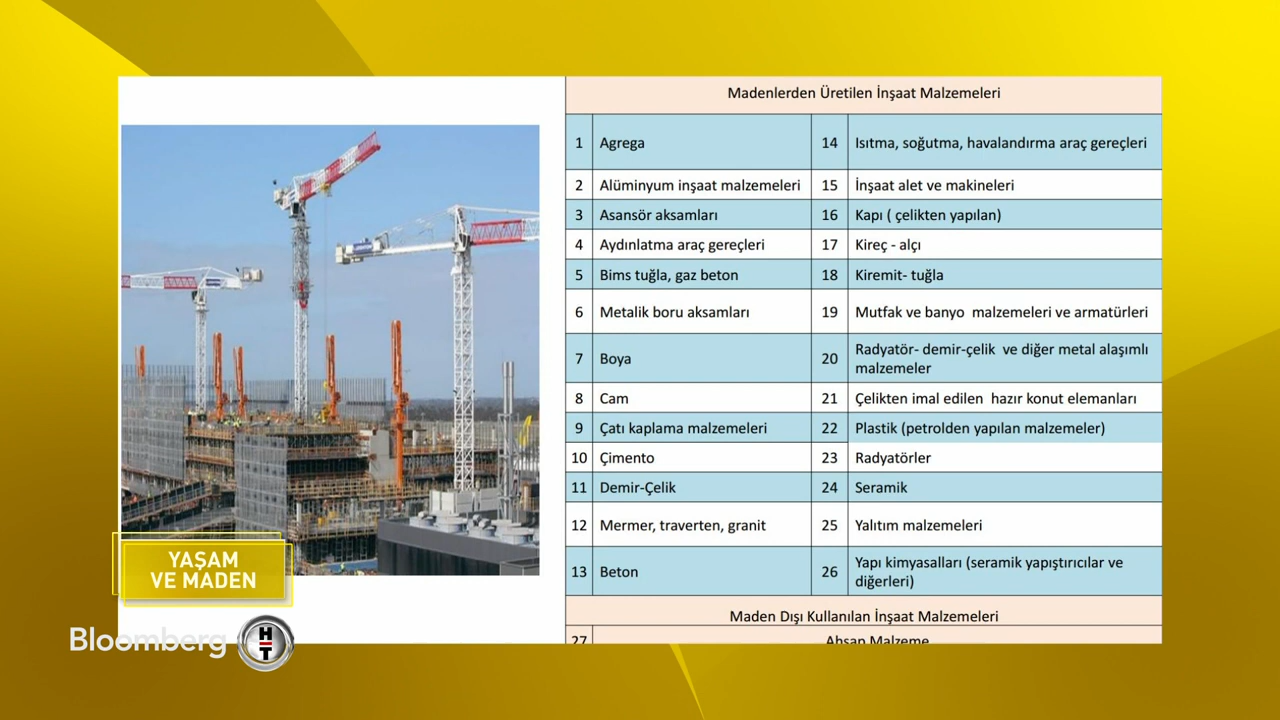 Madenlerden Üretilen İnşaat Malzemeleri
1 Agrega 14 Isıtma, soğutma, havalandırma araç gereçleri
2 Alüminyum inşaat malzemeleri 15 İnşaat alet ve makineleri
3 Asansör aksamları 16 Kapı ( çelikten yapılan)
4 Aydınlatma araç gereçleri 17 Kireç - alçı
5 Bims tuğla, gaz beton 18 Kiremit- tuğla
6 Metalik boru aksamları 19 Mutfak ve banyo malzemeleri ve armatürleri
7 Boya 20 Radyatör- demir-çelik ve diğer metal alaşımlı
malzemeler
8 Cam 21 Çelikten imal edilen hazır konut elemanları
9 Çatı kaplama malzemeleri 22 Plastik (petrolden yapılan malzemeler)
10 Çimento 23 Radyatörler
11 Demir-Çelik 24 Seramik
12 Mermer, traverten, granit 25 Yalıtım malzemeleri
13 Beton 26 Yapı kimyasalları (seramik yapıştırıcılar ve
diğerleri)
Maden Dışı Kullanılan İnşaat Malzemeleri
27 Ahşap Malzeme
YAŞAM
VE MADEN
Bloomberg HT